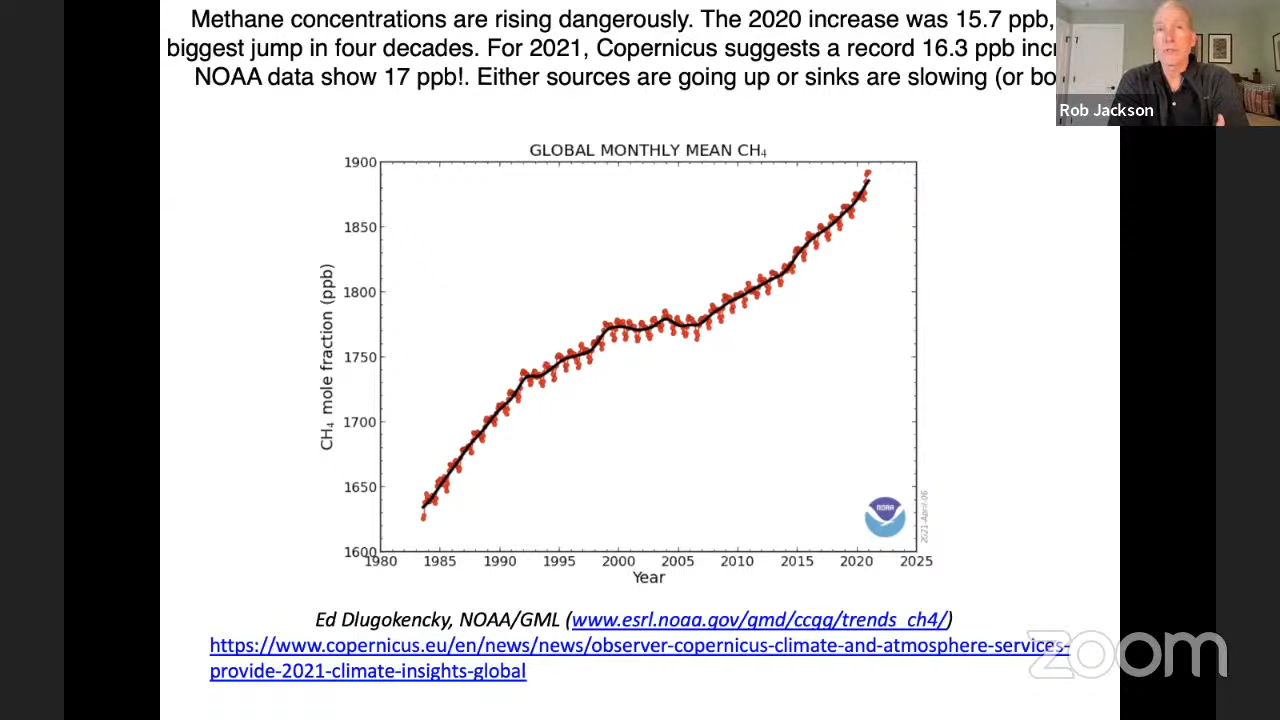 Methane concentrations are rising dangerously. The 2020 increase was 15.7 ppb,
biggest jump in four decades. For 2021, Copernicus suggests a record 16.3 ppb
NOAA data show 17 ppb!. Either sources are going up or sinks are slowing (or
Rob Jackson
GLOBAL MONTHLY MEAN CH₄
1900
1850
1800
1750
1700
1650
1600
CH₄ mole fraction (ppb)
1980 1985 1990 1995 2000 2005 2010 2015 2020 2025
Year
NOAA
2021-April-06
Ed Dlugokencky, NOAA/GML (www.esrl.noaa.gov/gmd/ccgg/trends_ch4/)
https://www.copernicus.eu/en/news/news/observer-copernicus-climate-and-atmosphere-services-
provide-2021-climate-insights-global
zoom